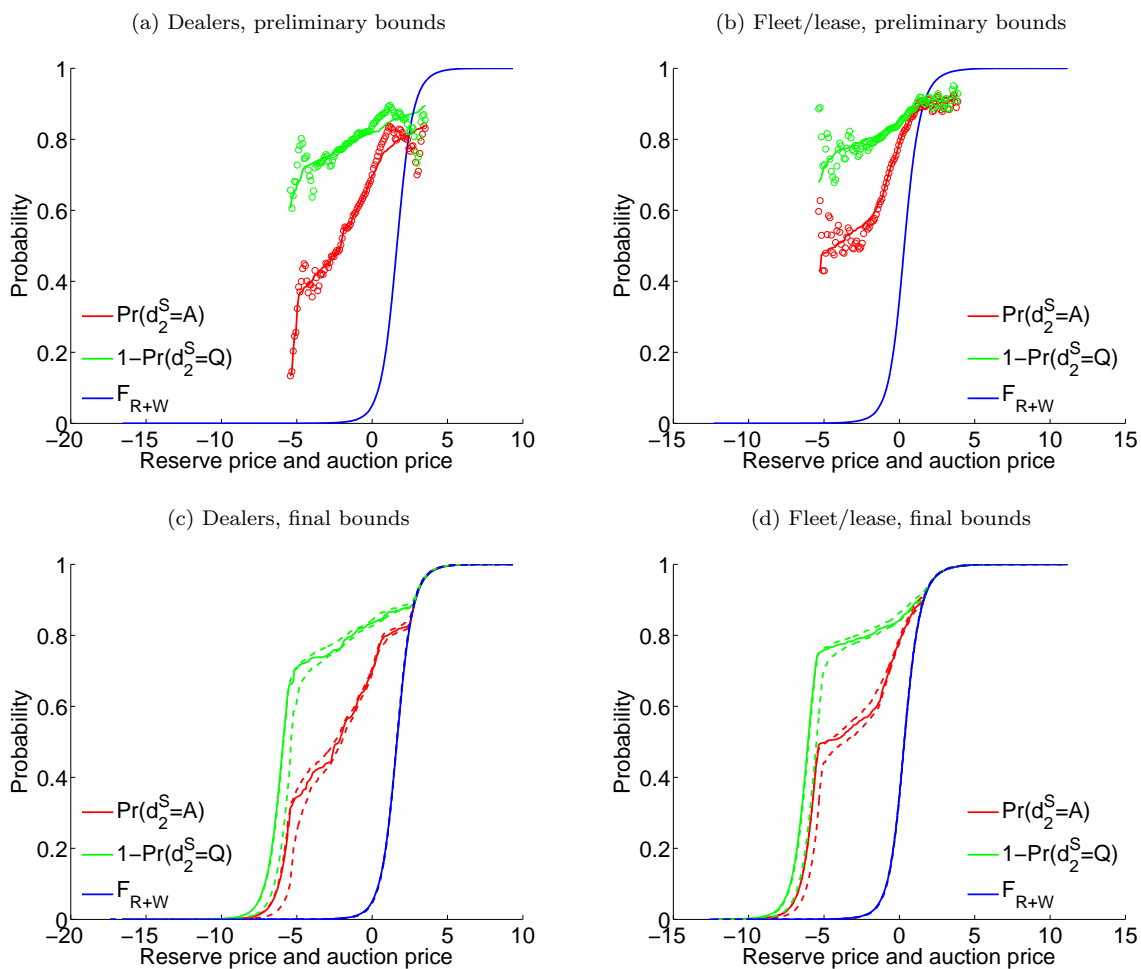 (a) Dealers, preliminary bounds
1
0.8
0.6
0.4
0.2
0
Probability
Pr(d₂ˢ=A)
1−Pr(d₂ˢ=Q)
F_R+W
−20 −15 −10 −5 0 5 10
Reserve price and auction price
(b) Fleet/lease, preliminary bounds
1
0.8
0.6
0.4
0.2
0
Probability
Pr(d₂ˢ=A)
1−Pr(d₂ˢ=Q)
F_R+W
−15 −10 −5 0 5 10 15
Reserve price and auction price
(c) Dealers, final bounds
1
0.8
0.6
0.4
0.2
0
Probability
Pr(d₂ˢ=A)
1−Pr(d₂ˢ=Q)
F_R+W
−20 −15 −10 −5 0 5 10
Reserve price and auction price
(d) Fleet/lease, final bounds
1
0.8
0.6
0.4
0.2
0
Probability
Pr(d₂ˢ=A)
1−Pr(d₂ˢ=Q)
F_R+W
−15 −10 −5 0 5 10 15
Reserve price and auction price